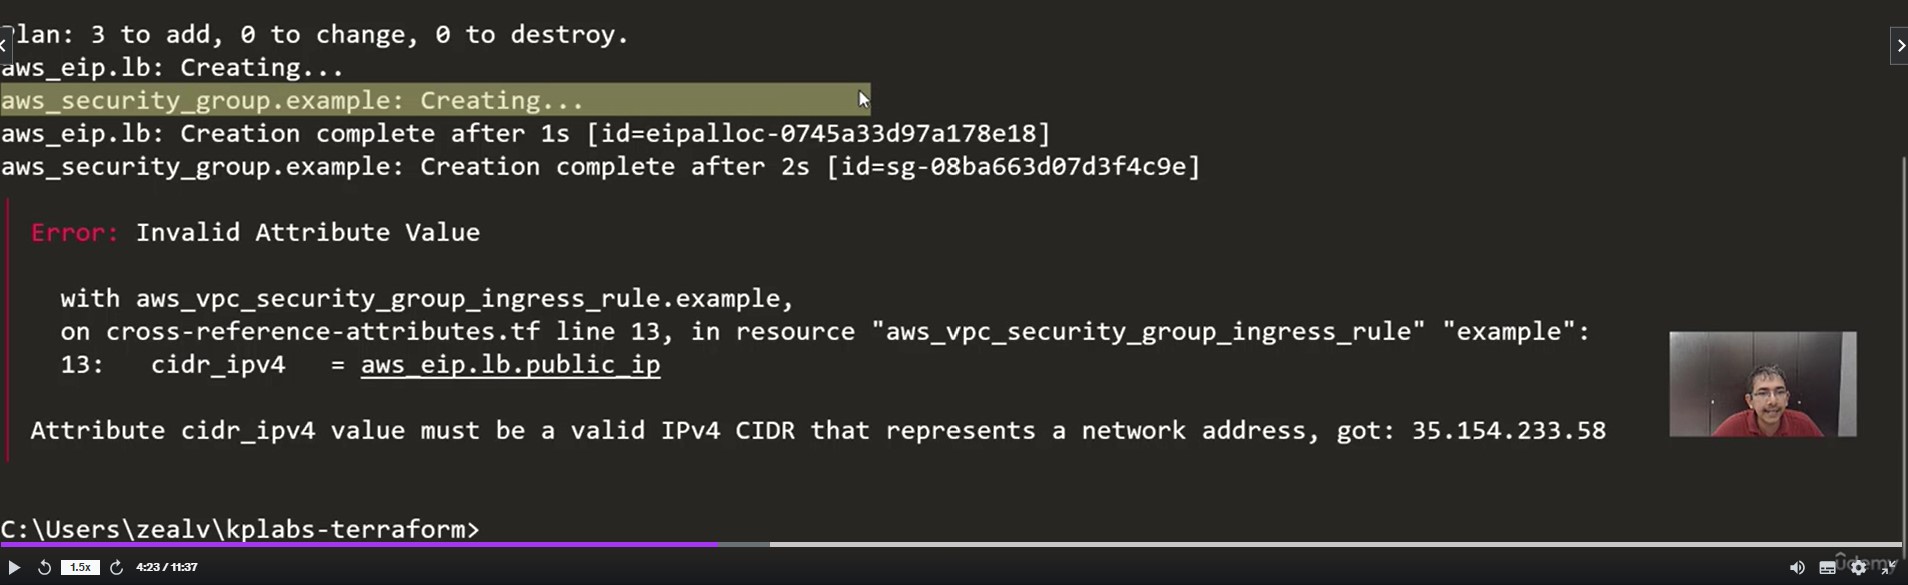 Plan: 3 to add, 0 to change, 0 to destroy.
aws_eip.lb: Creating...
aws_security_group.example: Creating...
aws_eip.lb: Creation complete after 1s [id=eipalloc-0745a33d97a178e18]
aws_security_group.example: Creation complete after 2s [id=sg-08ba663d07d3f4c9e]
Error: Invalid Attribute Value
with aws_vpc_security_group_ingress_rule.example,
on cross-reference-attributes.tf line 13, in resource "aws_vpc_security_group_ingress_rule" "example":
13: cidr_ipv4 = aws_eip.lb.public_ip
Attribute cidr_ipv4 value must be a valid IPv4 CIDR that represents a network address, got: 35.154.233.58
C:\Users\zealv\kplabs-terraform>
1.5x 4:23 / 11:37
ûdemy